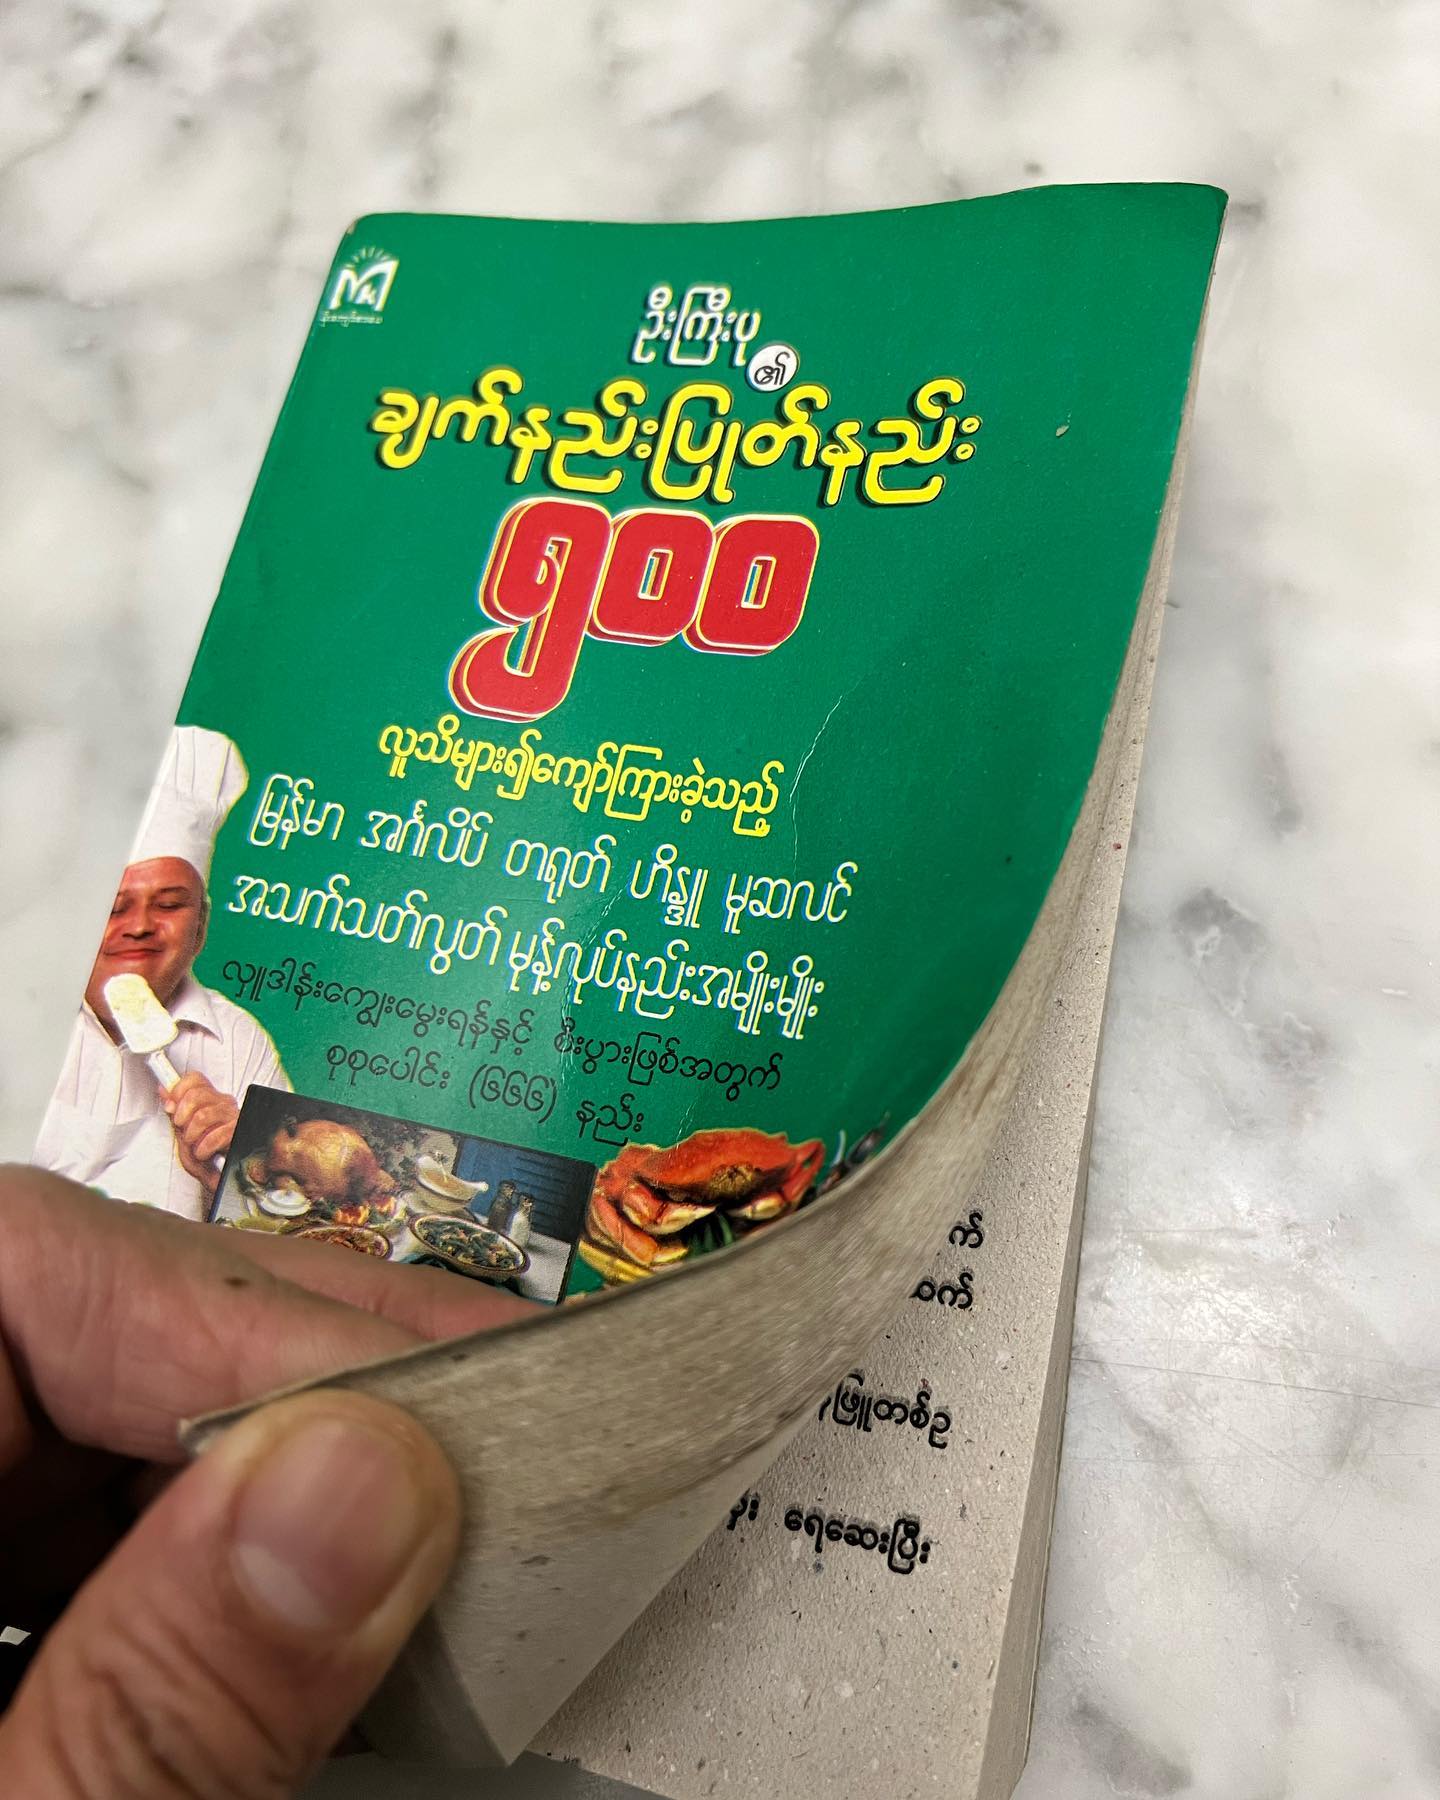 ဦးကြီးပု
၏
ချက်နည်းပြုတ်နည်း
၅၀၀
လူသိများ၍ကျော်ကြားခဲ့သည့်
မြန်မာ အင်္ဂလိပ် တရုတ် ဟိန္ဒူ မူဆလင်
အသက်သတ်လွတ် မုန့်လုပ်နည်းအမျိုးမျိုး
လှူဒါန်းကျွေးမွေးရန်နှင့် စီးပွားဖြစ်အတွက်
စုစုပေါင်း (၆၆၆) နည်း
ရေဆေးပြီး